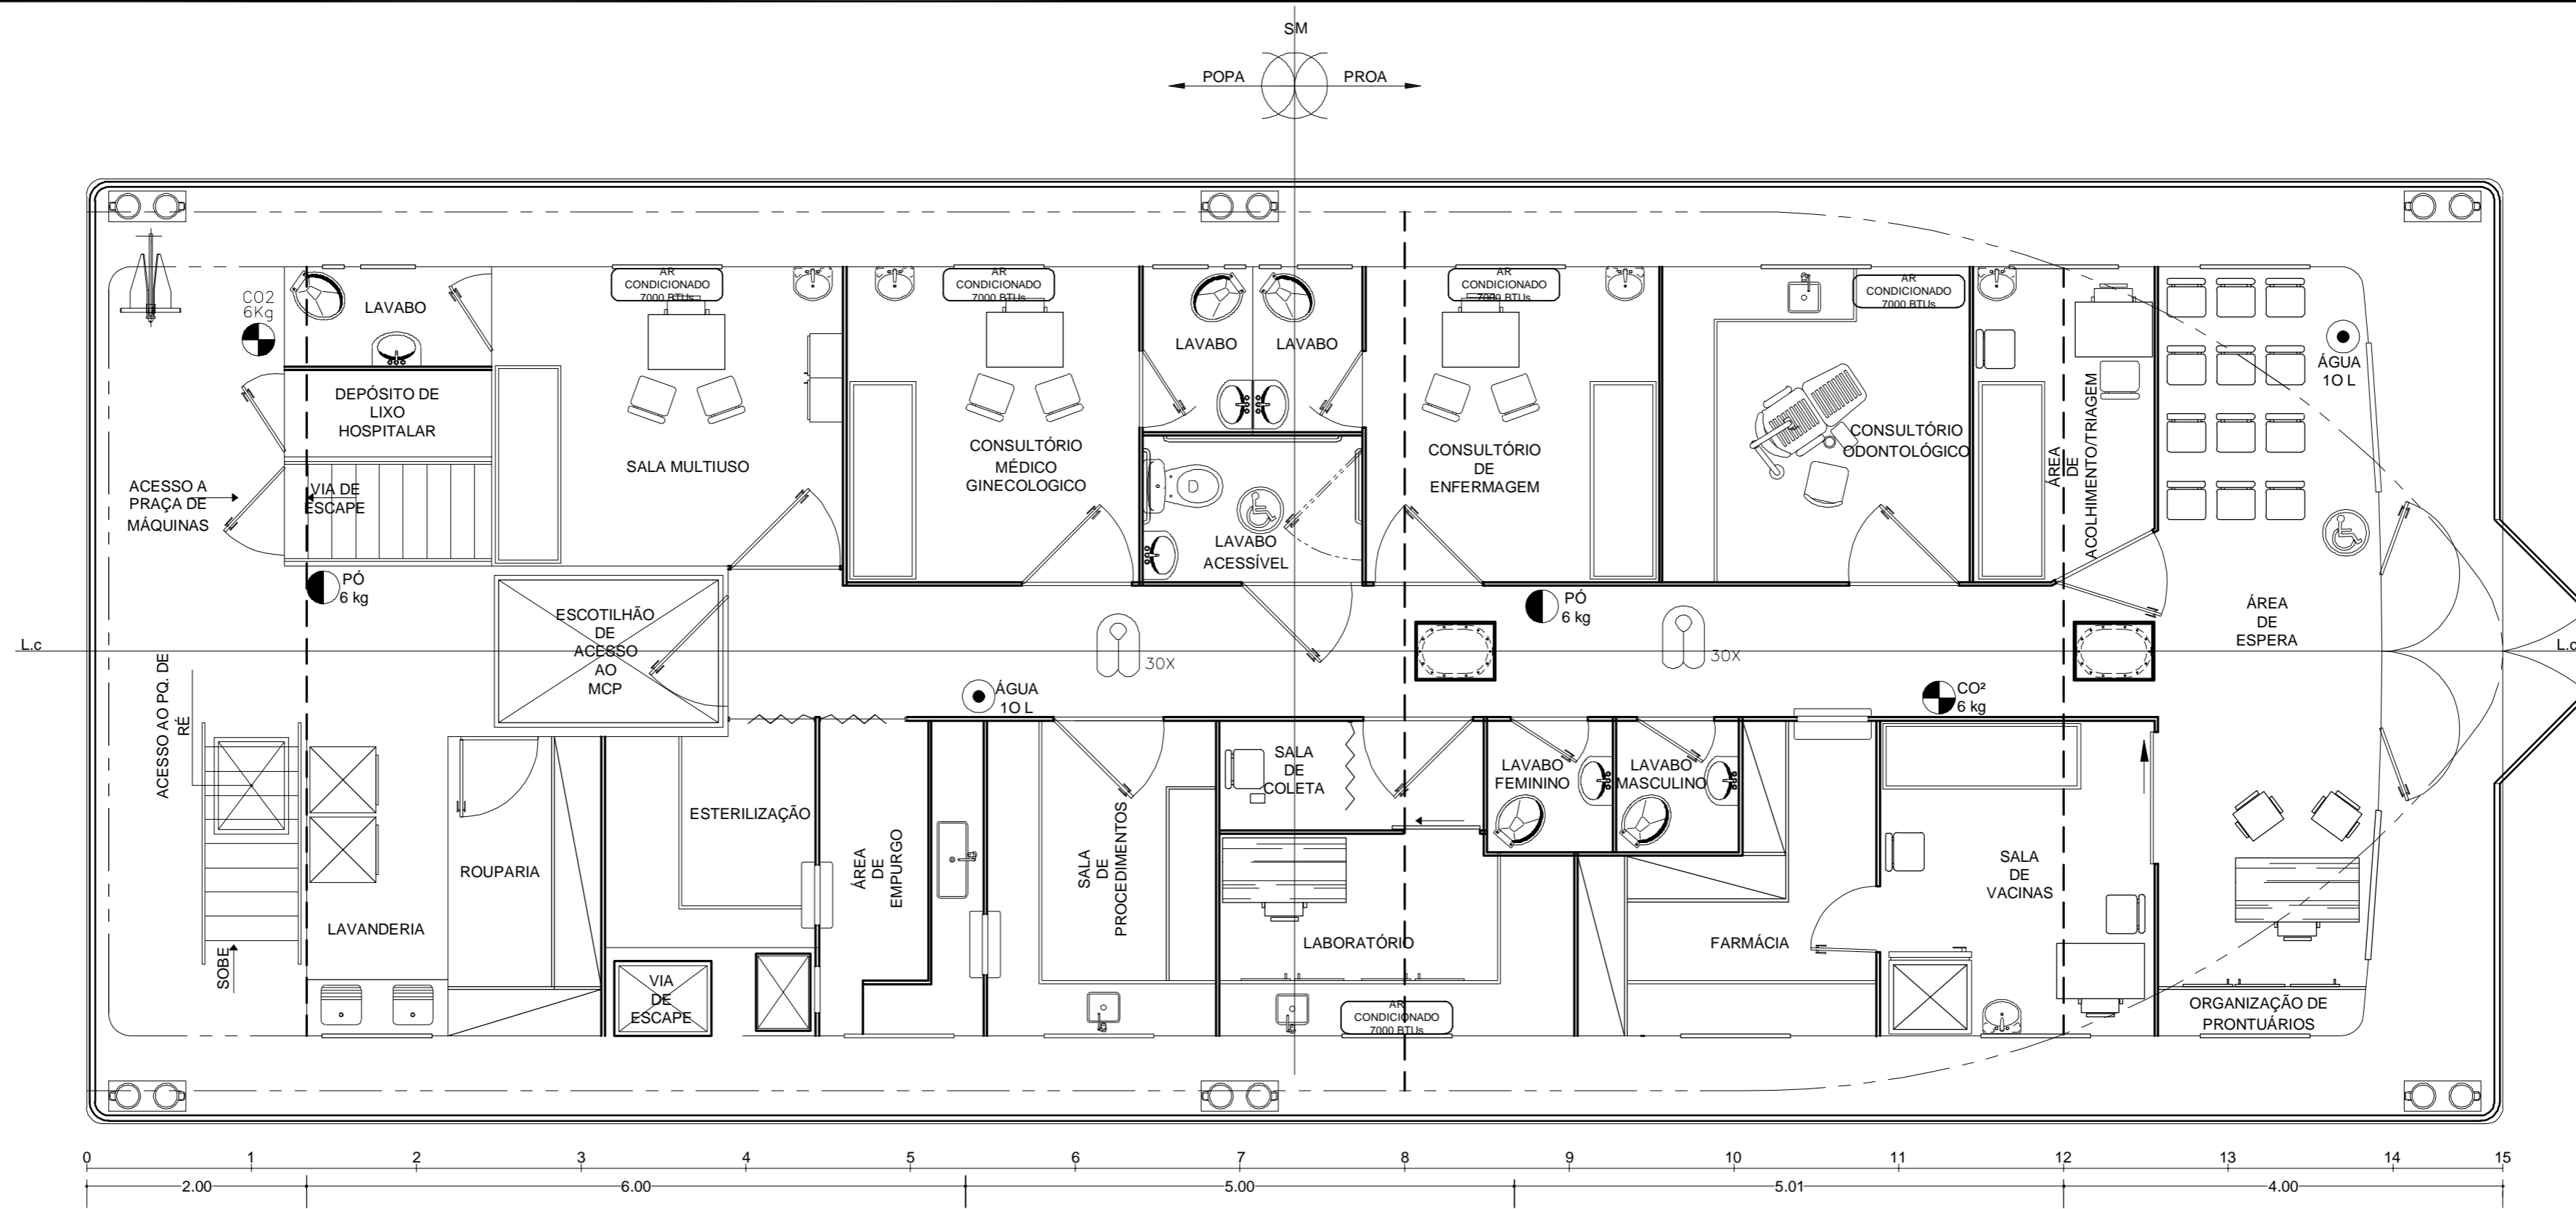 SM
POPA
PROA
AR
CONDICIONADO
7000 BTUs
AR
CONDICIONADO
7000 BTUs
AR
CONDICIONADO
7000 BTUs
AR
CONDICIONADO
7000 BTUs
CO2
6Kg
LAVABO
LAVABO
LAVABO
ÁGUA
1O L
DEPÓSITO DE
LIXO
HOSPITALAR
SALA MULTIUSO
CONSULTÓRIO
MÉDICO
GINECOLOGICO
CONSULTÓRIO
DE
ENFERMAGEM
CONSULTÓRIO
ODONTOLÓGICO
ÁREA
DE
ACOLHIMENTO/TRIAGEM
ACESSO A
PRAÇA DE
MÁQUINAS
VIA DE
ESCAPE
LAVABO
ACESSÍVEL
PÓ
6 kg
ESCOTILHÃO
DE
ACESSO
AO
MCP
PÓ
6 kg
ÁREA
DE
ESPERA
L.c
30X
30X
L.c
ACESSO AO PQ. DE
RÉ
ÁGUA
1O L
CO²
6 kg
SALA
DE
COLETA
LAVABO
FEMININO
LAVABO
MASCULINO
ESTERILIZAÇÃO
ROUPARIA
ÁREA
DE
EMPURGO
SALA
DE
PROCEDIMENTOS
SALA
DE
VACINAS
LAVANDERIA
LABORATÓRIO
FARMÁCIA
SOBE
VIA
DE
ESCAPE
AR
CONDICIONADO
7000 BTUs
ORGANIZAÇÃO DE
PRONTUÁRIOS
0 1 2 3 4 5 6 7 8 9 10 11 12 13 14 15
2.00 6.00 5.00 5.01 4.00